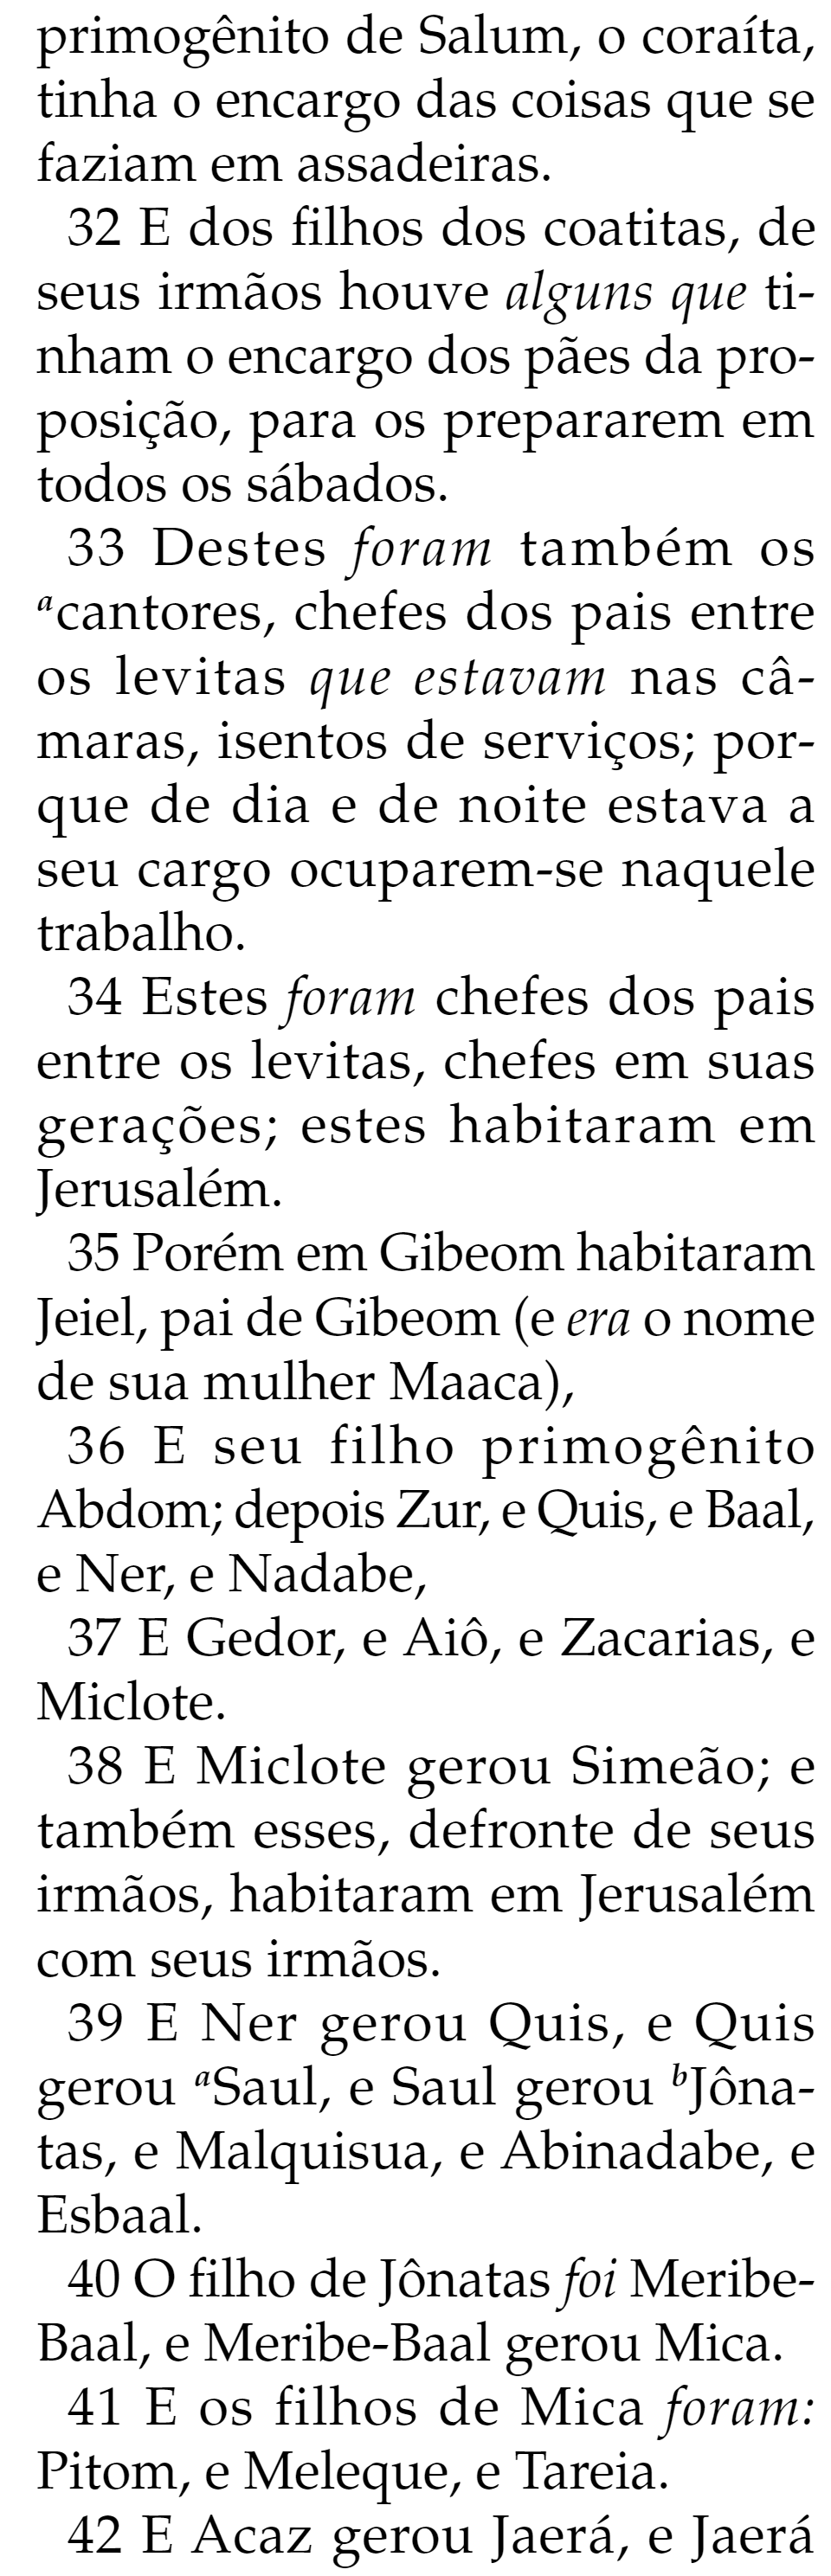 primogênito de Salum, o coraíta,
tinha o encargo das coisas que se
faziam em assadeiras.
32 E dos filhos dos coatitas, de
seus irmãos houve alguns que ti-
nham o encargo dos pães da pro-
posição, para os prepararem em
todos os sábados.
33 Destes foram também os
acantores, chefes dos pais entre
os levitas que estavam nas câ-
maras, isentos de serviços; por-
que de dia e de noite estava a
seu cargo ocuparem-se naquele
trabalho.
34 Estes foram chefes dos pais
entre os levitas, chefes em suas
gerações; estes habitaram em
Jerusalém.
35 Porém em Gibeom habitaram
Jeiel, pai de Gibeom (e era o nome
de sua mulher Maaca),
36 E seu filho primogênito
Abdom; depois Zur, e Quis, e Baal,
e Ner, e Nadabe,
37 E Gedor, e Aiô, e Zacarias, e
Miclote.
38 E Miclote gerou Simeão; e
também esses, defronte de seus
irmãos, habitaram em Jerusalém
com seus irmãos.
39 E Ner gerou Quis, e Quis
gerou aSaul, e Saul gerou bJôna-
tas, e Malquisua, e Abinadabe, e
Esbaal.
40 O filho de Jônatas foi Meribe-
Baal, e Meribe-Baal gerou Mica.
41 E os filhos de Mica foram:
Pitom, e Meleque, e Tareia.
42 E Acaz gerou Jaerá, e Jaerá